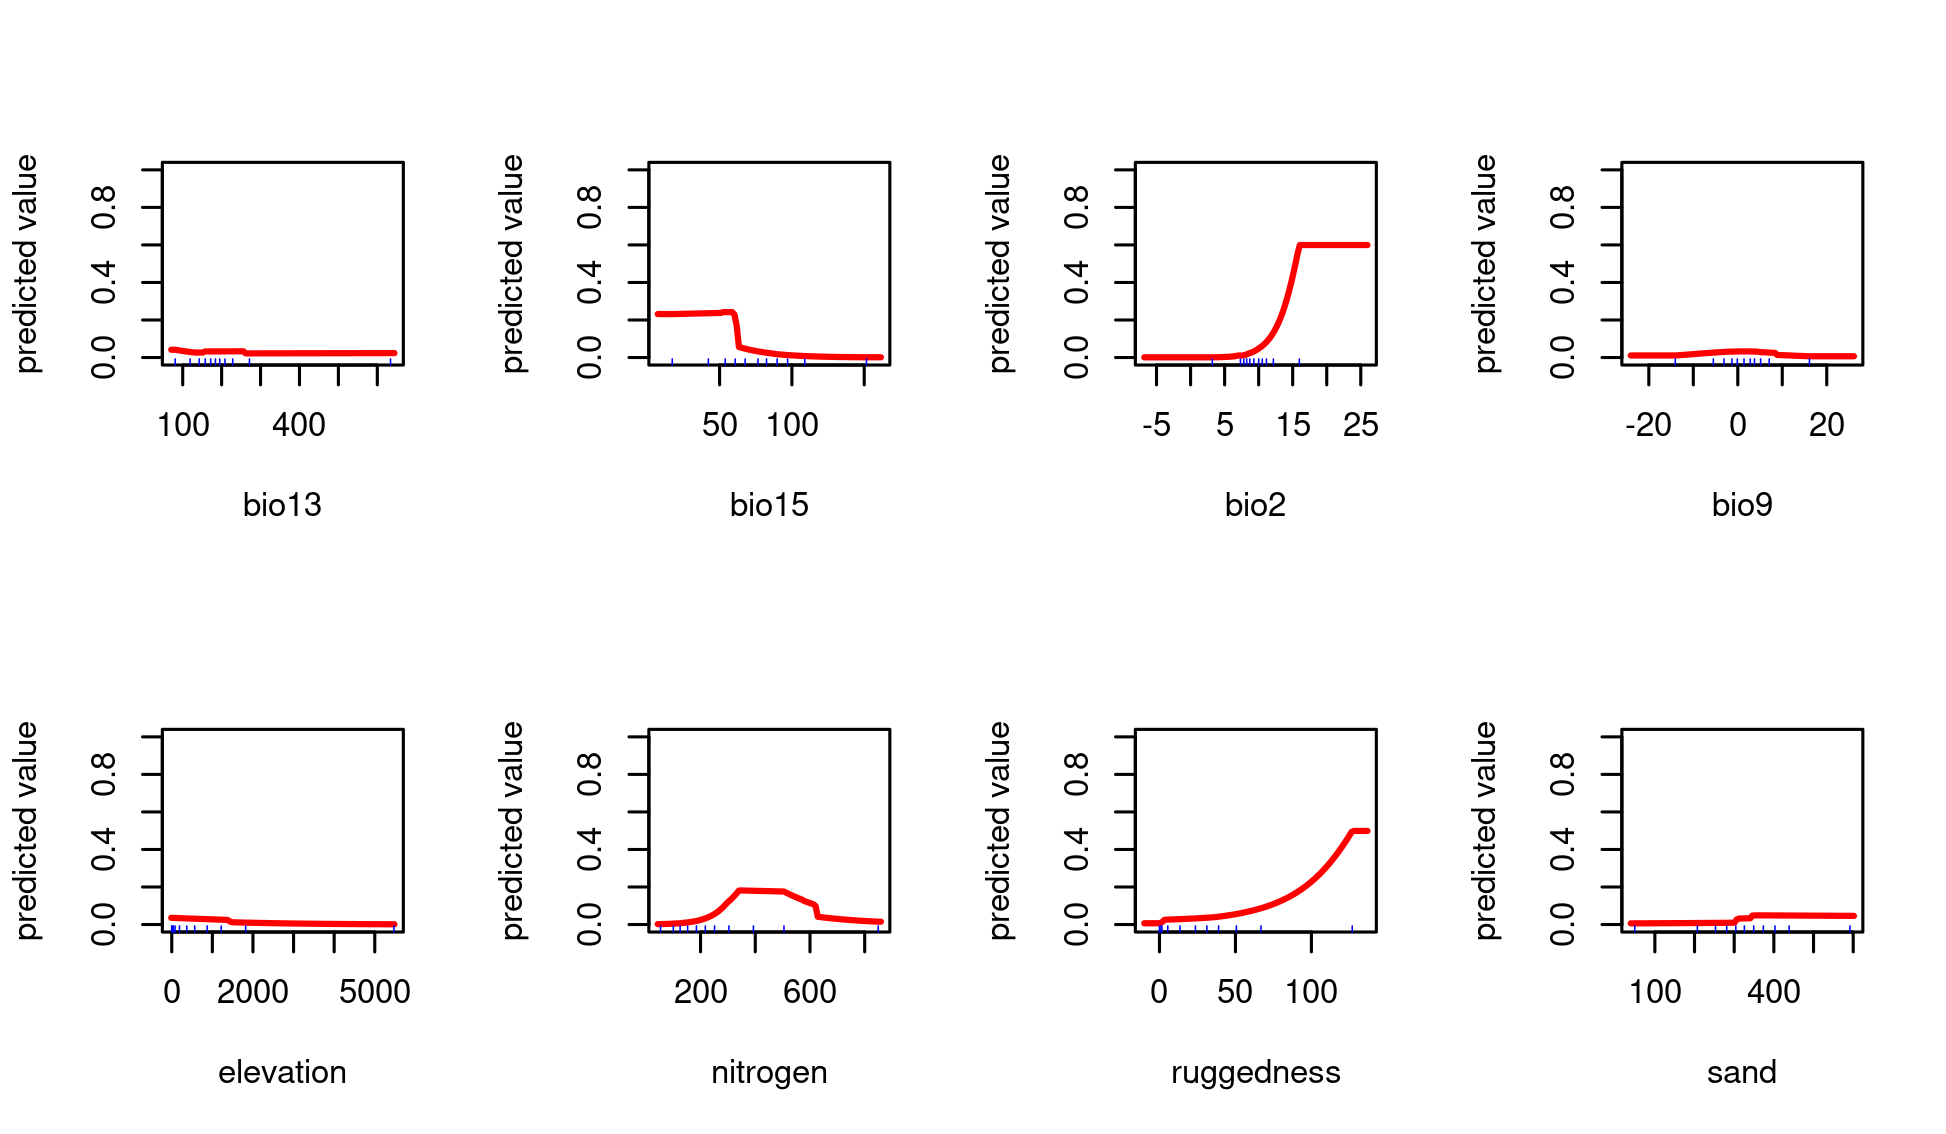 predicted value
0.0 0.4 0.8
100 400
bio13
predicted value
0.0 0.4 0.8
50 100
bio15
predicted value
0.0 0.4 0.8
-5 5 15 25
bio2
predicted value
0.0 0.4 0.8
-20 0 20
bio9
predicted value
0.0 0.4 0.8
0 2000 5000
elevation
predicted value
0.0 0.4 0.8
200 600
nitrogen
predicted value
0.0 0.4 0.8
0 50 100
ruggedness
predicted value
0.0 0.4 0.8
100 400
sand